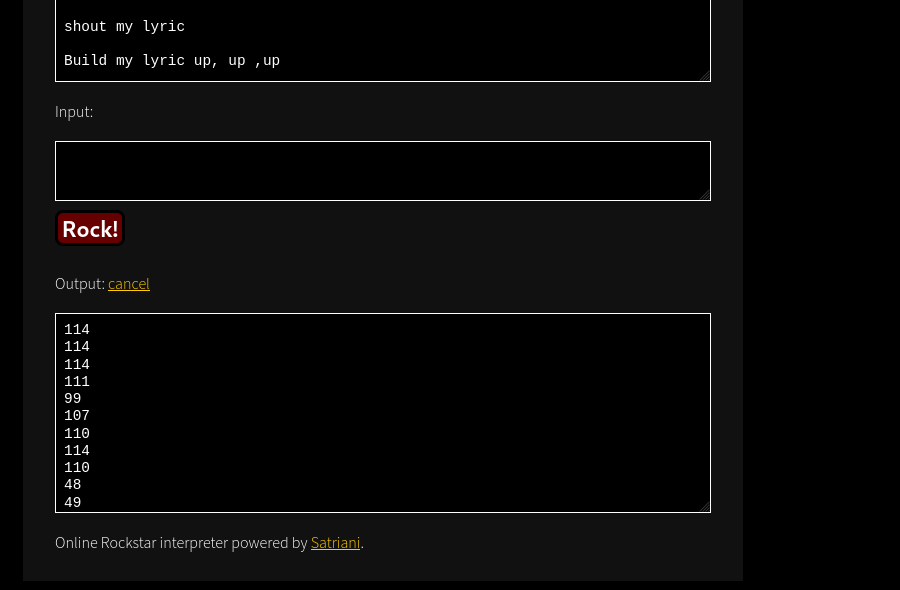 shout my lyric
Build my lyric up, up ,up
Input:
Rock!
Output: cancel
114
114
114
111
99
107
110
114
110
48
49
Online Rockstar interpreter powered by Satriani.